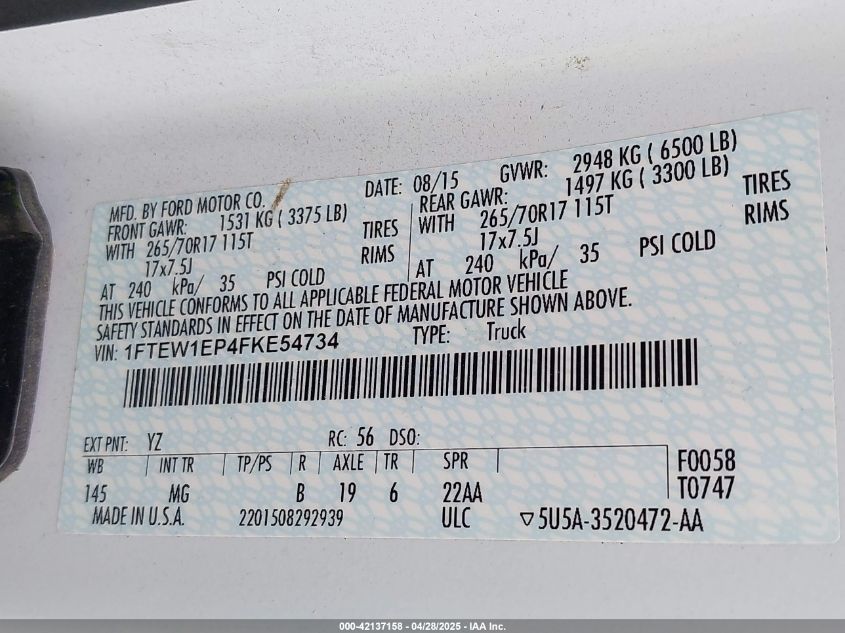 MFD. BY FORD MOTOR CO. DATE: 08/15 GVWR: 2948 KG ( 6500 LB)
FRONT GAWR: 1531 KG ( 3375 LB) REAR GAWR: 1497 KG ( 3300 LB)
WITH 265/70R17 115T TIRES WITH 265/70R17 115T TIRES
17x7.5J RIMS 17x7.5J RIMS
AT 240 kPa/ 35 PSI COLD AT 240 kPa/ 35 PSI COLD
THIS VEHICLE CONFORMS TO ALL APPLICABLE FEDERAL MOTOR VEHICLE
SAFETY STANDARDS IN EFFECT ON THE DATE OF MANUFACTURE SHOWN ABOVE.
VIN: 1FTEW1EP4FKE54734 TYPE: Truck
EXT PNT: YZ RC: 56 DSO:
WB INT TR TP/PS R AXLE TR SPR F0058
145 MG B 19 6 22AA T0747
MADE IN U.S.A. 2201508292939 ULC ▽5U5A-3520472-AA
000-42137158 - 04/28/2025 - IAA Inc.